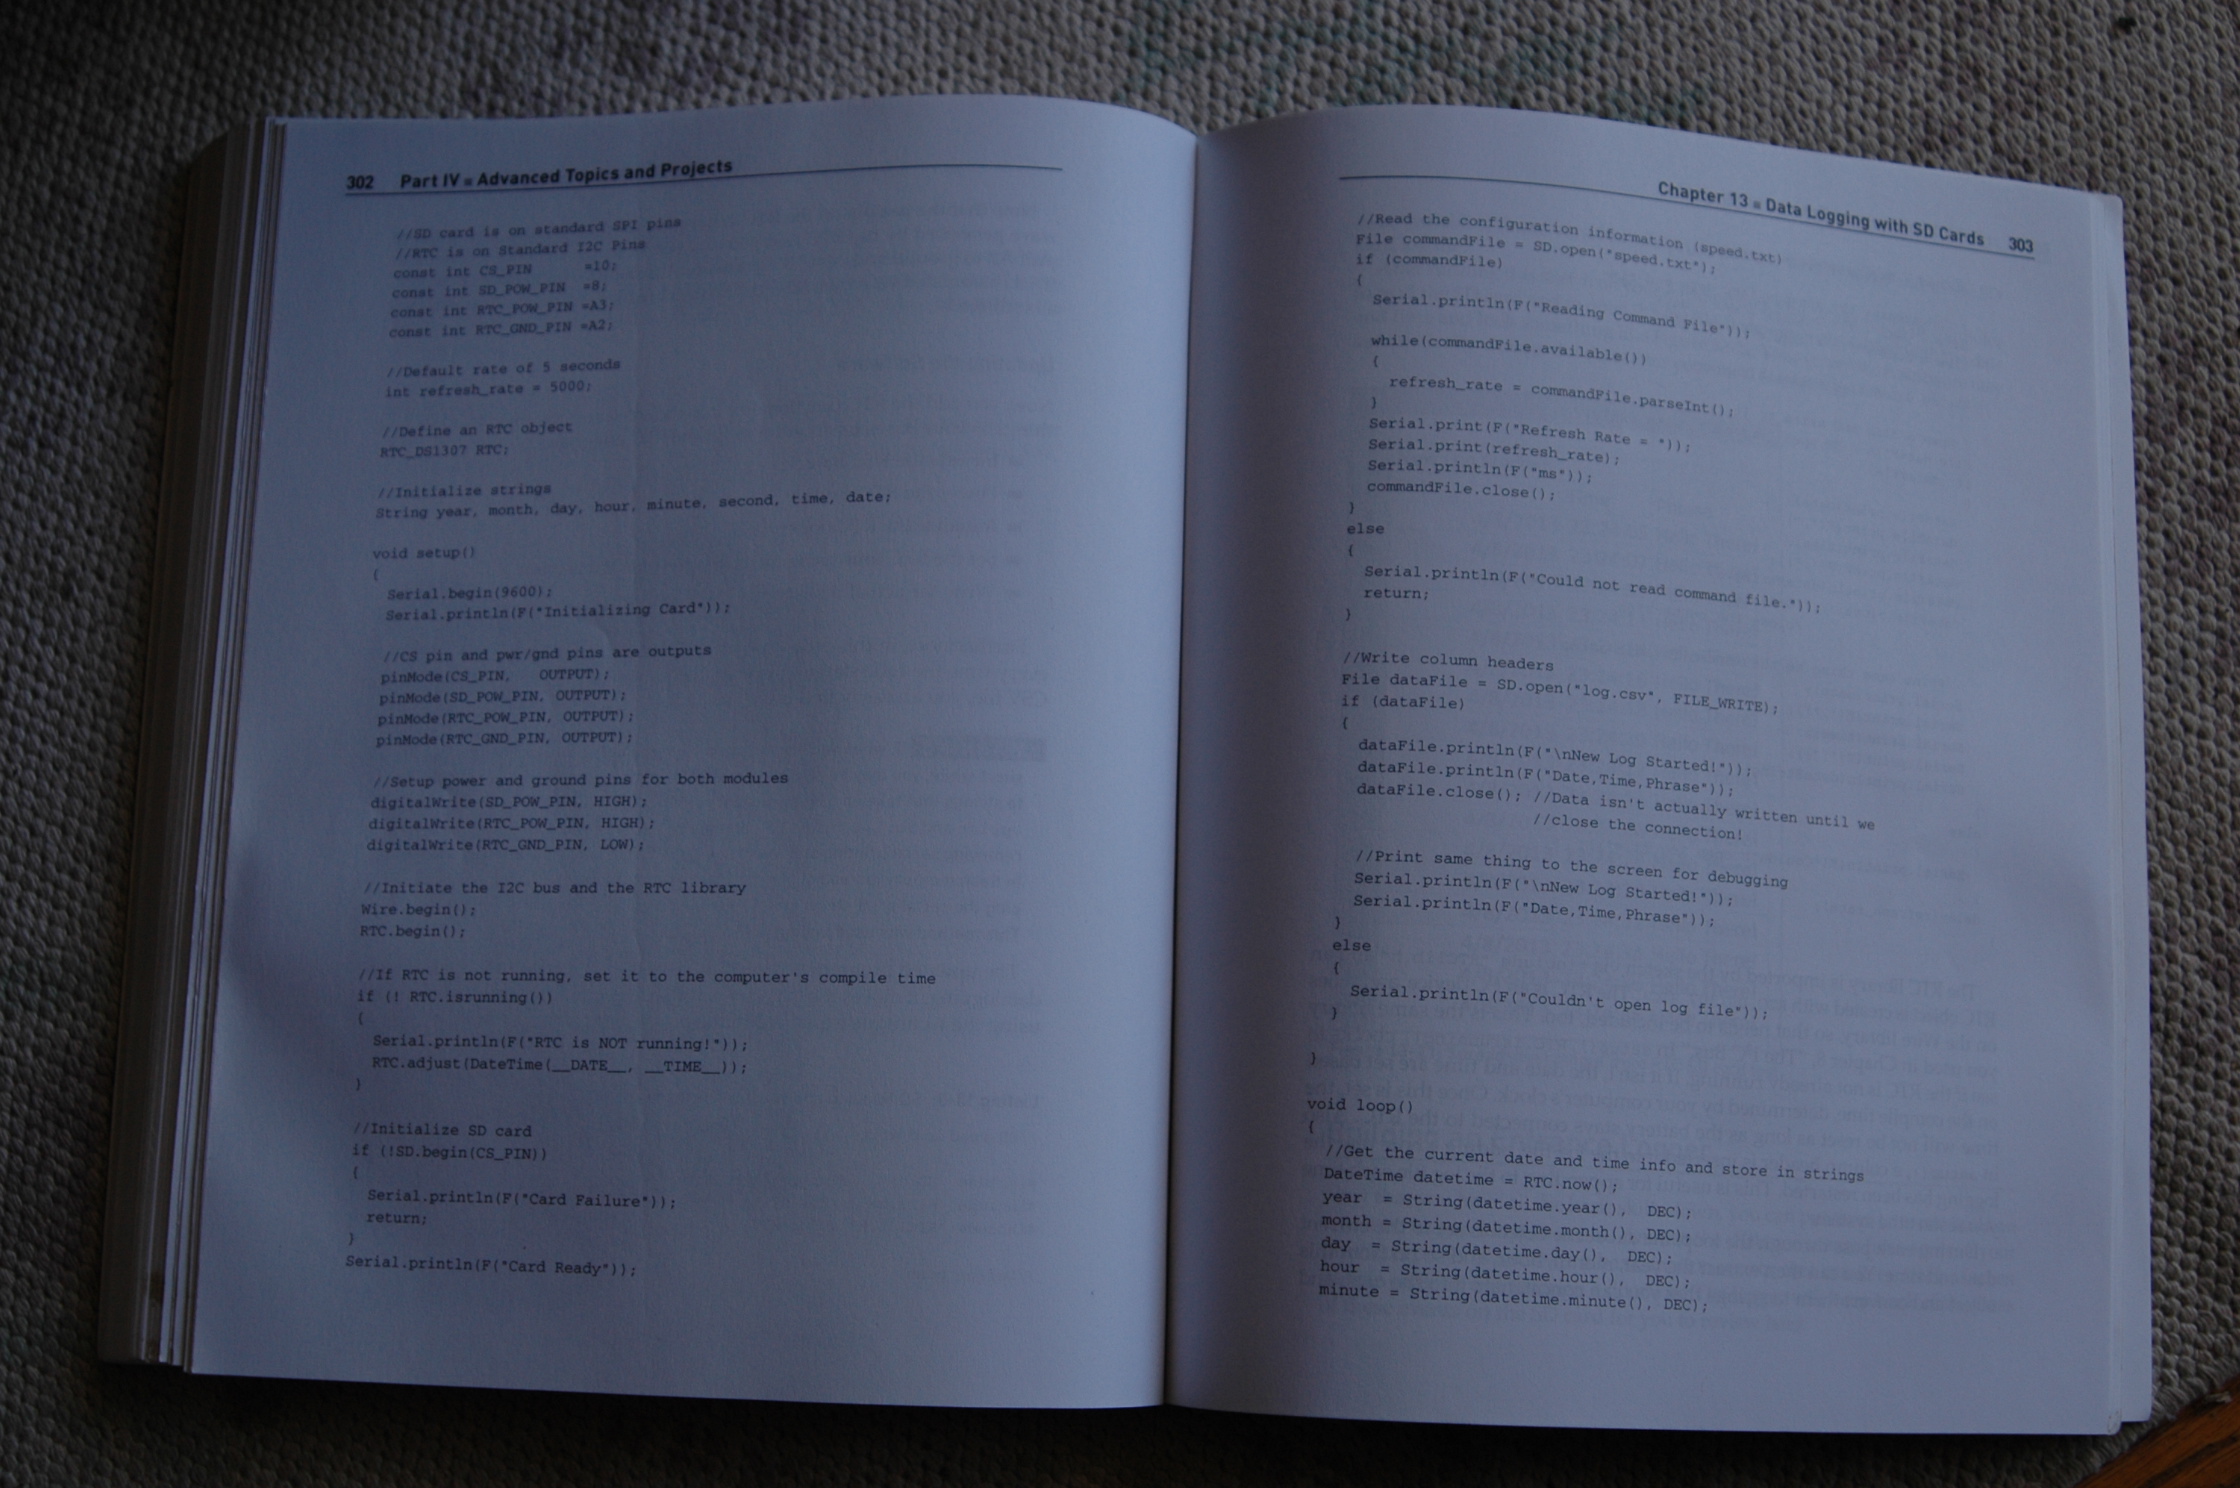 302 Part IV ■ Advanced Topics and Projects
//SD card is on standard SPI pins
//RTC is on Standard I2C Pins
const int CS_PIN      =10;
const int SD_POW_PIN  =8;
const int RTC_POW_PIN =A3;
const int RTC_GND_PIN =A2;
//Default rate of 5 seconds
int refresh_rate = 5000;
//Define an RTC object
RTC_DS1307 RTC;
//Initialize strings
String year, month, day, hour, minute, second, time, date;
void setup()
{
Serial.begin(9600);
Serial.println(F("Initializing Card"));
//CS pin and pwr/gnd pins are outputs
pinMode(CS_PIN,   OUTPUT);
pinMode(SD_POW_PIN, OUTPUT);
pinMode(RTC_POW_PIN, OUTPUT);
pinMode(RTC_GND_PIN, OUTPUT);
//Setup power and ground pins for both modules
digitalWrite(SD_POW_PIN, HIGH);
digitalWrite(RTC_POW_PIN, HIGH);
digitalWrite(RTC_GND_PIN, LOW);
//Initiate the I2C bus and the RTC library
Wire.begin();
RTC.begin();
//If RTC is not running, set it to the computer's compile time
if (! RTC.isrunning())
{
Serial.println(F("RTC is NOT running!"));
RTC.adjust(DateTime(__DATE__, __TIME__));
}
//Initialize SD card
if (!SD.begin(CS_PIN))
{
Serial.println(F("Card Failure"));
return;
}
Serial.println(F("Card Ready"));
Chapter 13 ■ Data Logging with SD Cards 303
//Read the configuration information (speed.txt)
File commandFile = SD.open("speed.txt");
if (commandFile)
{
Serial.println(F("Reading Command File"));
while(commandFile.available())
{
refresh_rate = commandFile.parseInt();
}
Serial.print(F("Refresh Rate = "));
Serial.print(refresh_rate);
Serial.println(F("ms"));
commandFile.close();
}
else
{
Serial.println(F("Could not read command file."));
return;
}
//Write column headers
File dataFile = SD.open("log.csv", FILE_WRITE);
if (dataFile)
{
dataFile.println(F("\nNew Log Started!"));
dataFile.println(F("Date,Time,Phrase"));
dataFile.close(); //Data isn't actually written until we
//close the connection!
//Print same thing to the screen for debugging
Serial.println(F("\nNew Log Started!"));
Serial.println(F("Date,Time,Phrase"));
}
else
{
Serial.println(F("Couldn't open log file"));
}
}
void loop()
{
//Get the current date and time info and store in strings
DateTime datetime = RTC.now();
year  = String(datetime.year(),  DEC);
month = String(datetime.month(), DEC);
day  = String(datetime.day(),  DEC);
hour  = String(datetime.hour(),  DEC);
minute = String(datetime.minute(), DEC);